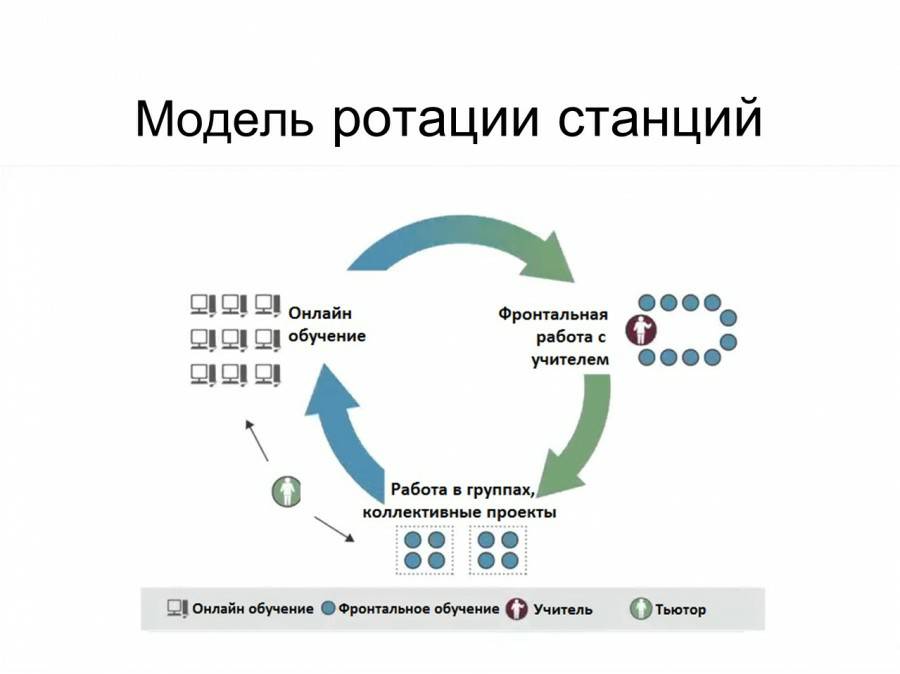 Модель ротации станций
Онлайн
обучение
Фронтальная
работа с
учителем
Работа в группах,
коллективные проекты
Онлайн обучение Фронтальное обучение Учитель Тьютор